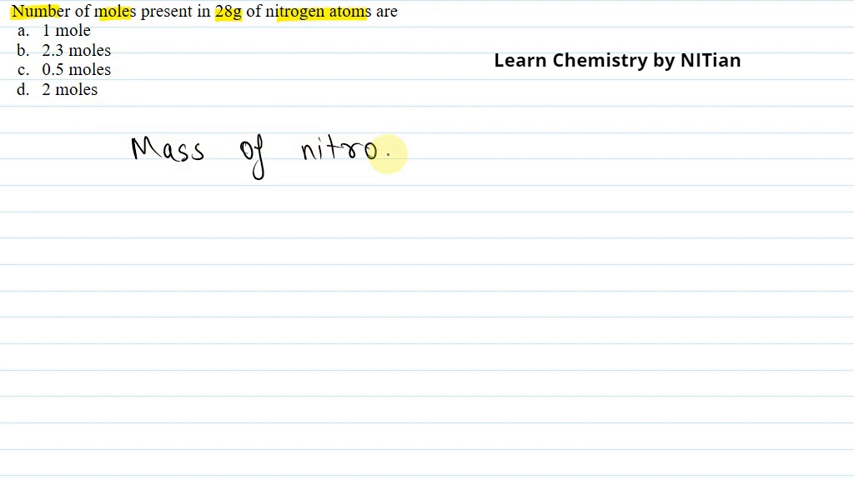 Number of moles present in 28g of nitrogen atoms are
a. 1 mole
b. 2.3 moles
c. 0.5 moles
d. 2 moles
Learn Chemistry by NITian
Mass of nitro.